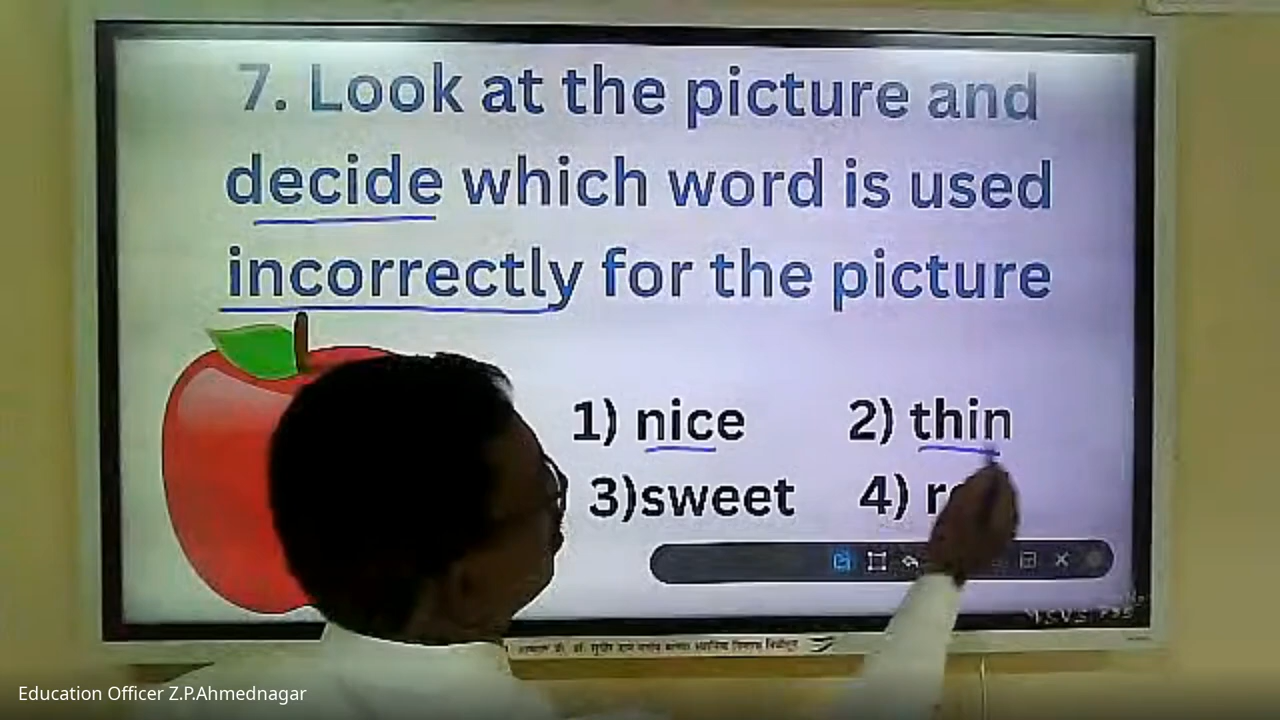 7. Look at the picture and
decide which word is used
incorrectly for the picture
1) nice 2) thin
3)sweet 4)
Education Officer Z.P.Ahmednagar